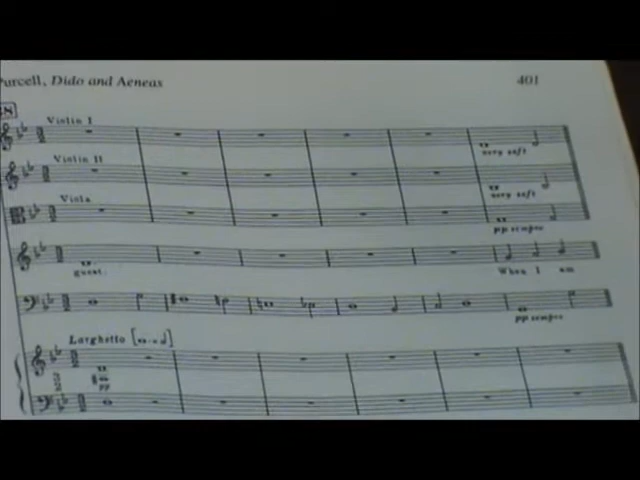 Purcell, Dido and Aeneas 401
Violin I
very soft
Violin II
very soft
Viola
pp sempre
guest. When I am
pp sempre
Larghetto
pp